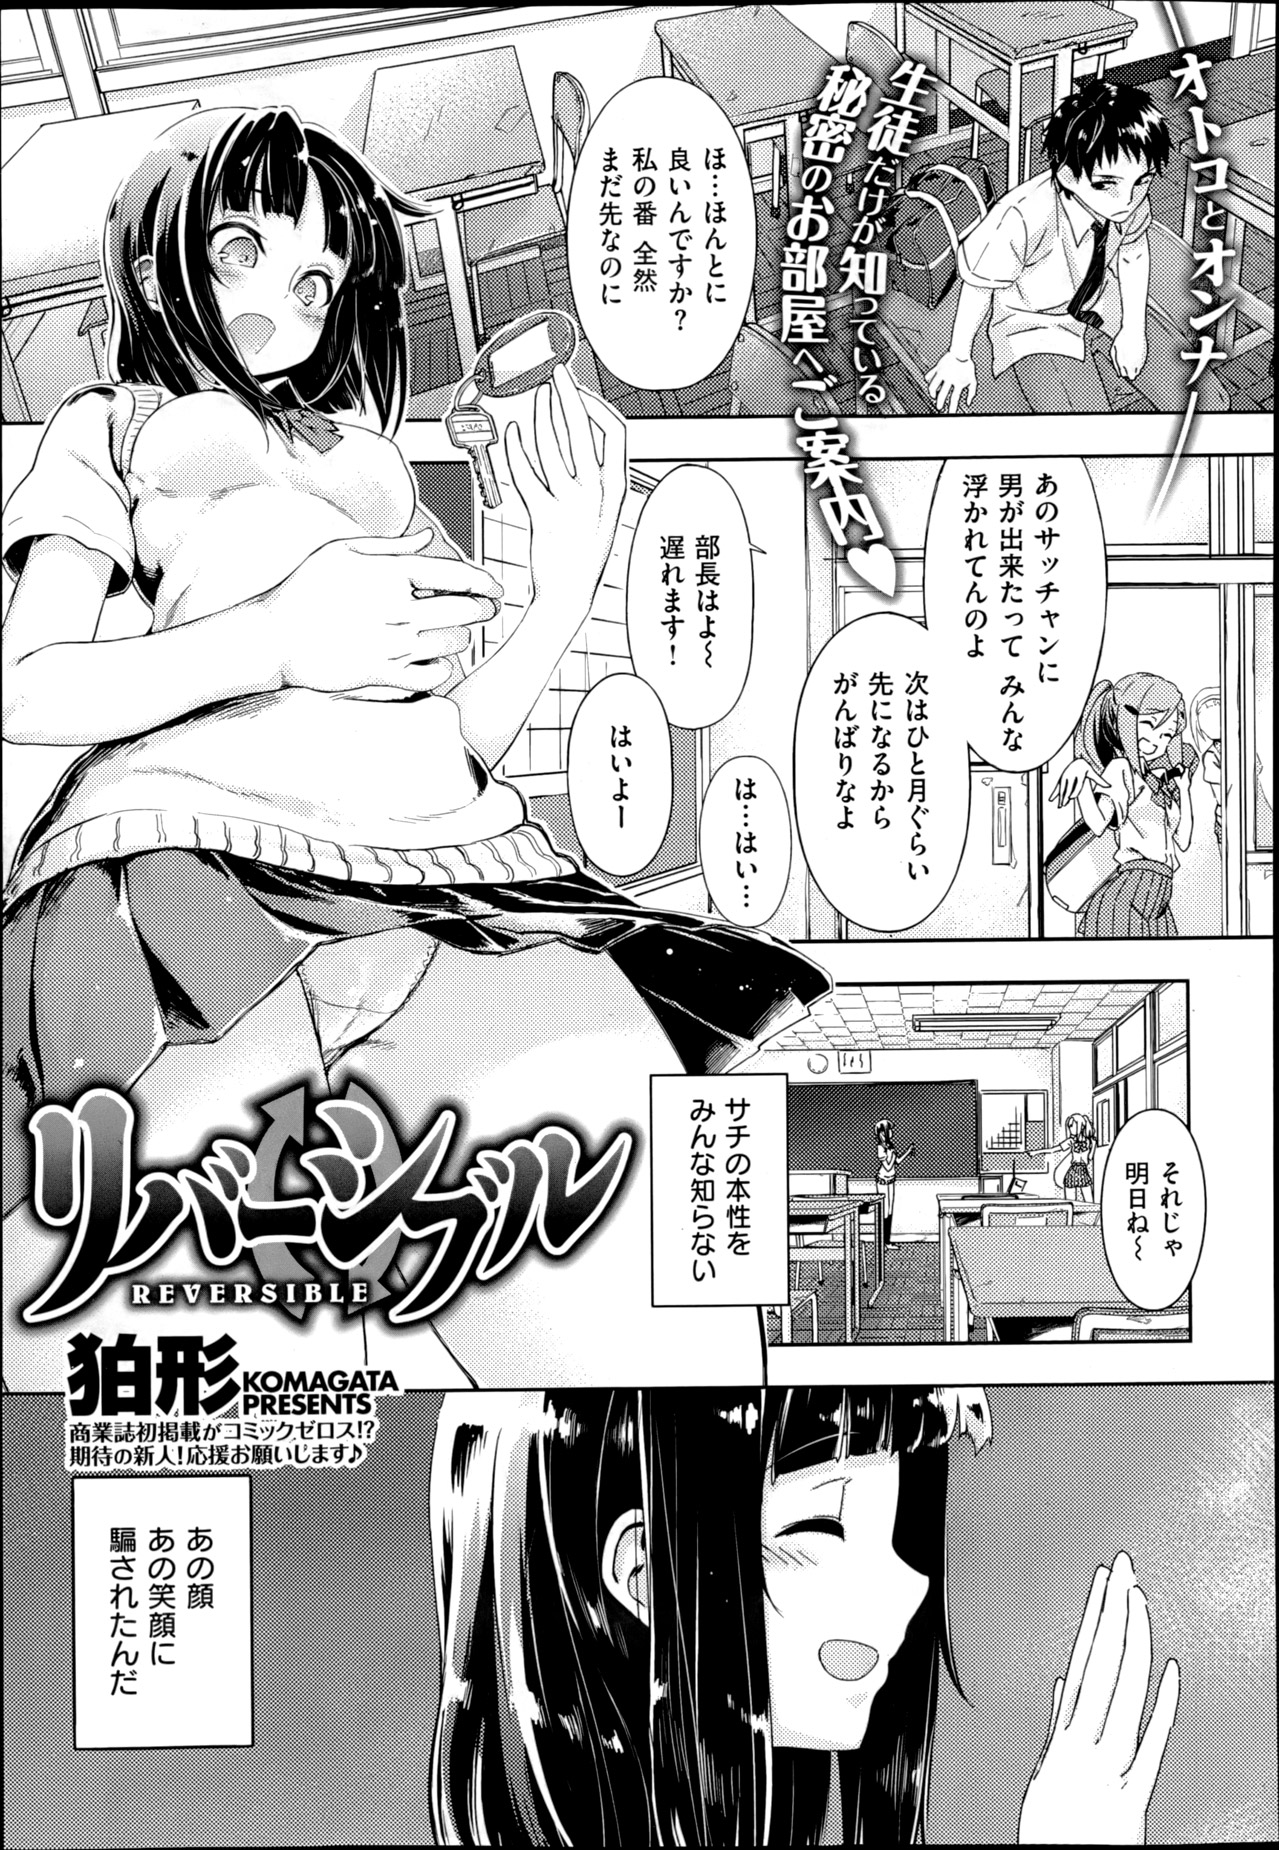 オトコとオンナ――
生徒だけが知っている
秘密のお部屋へご案内♥
ほ…ほんとに
良いんですか?
私の番 全然
まだ先なのに
あのサッチャンに
男が出来たって みんな
浮かれてんのよ
次はひと月ぐらい
先になるから
がんばりなよ
部長はよ〜
遅れます!
は…はい…
はいよー
それじゃ
明日ね〜
サチの本性を
みんな知らない
リバーシブル
REVERSIBLE
狛形
KOMAGATA
PRESENTS
商業誌初掲載がコミックゼロス!?
期待の新人!応援お願いします♪
あの顔
あの笑顔に
騙されたんだ